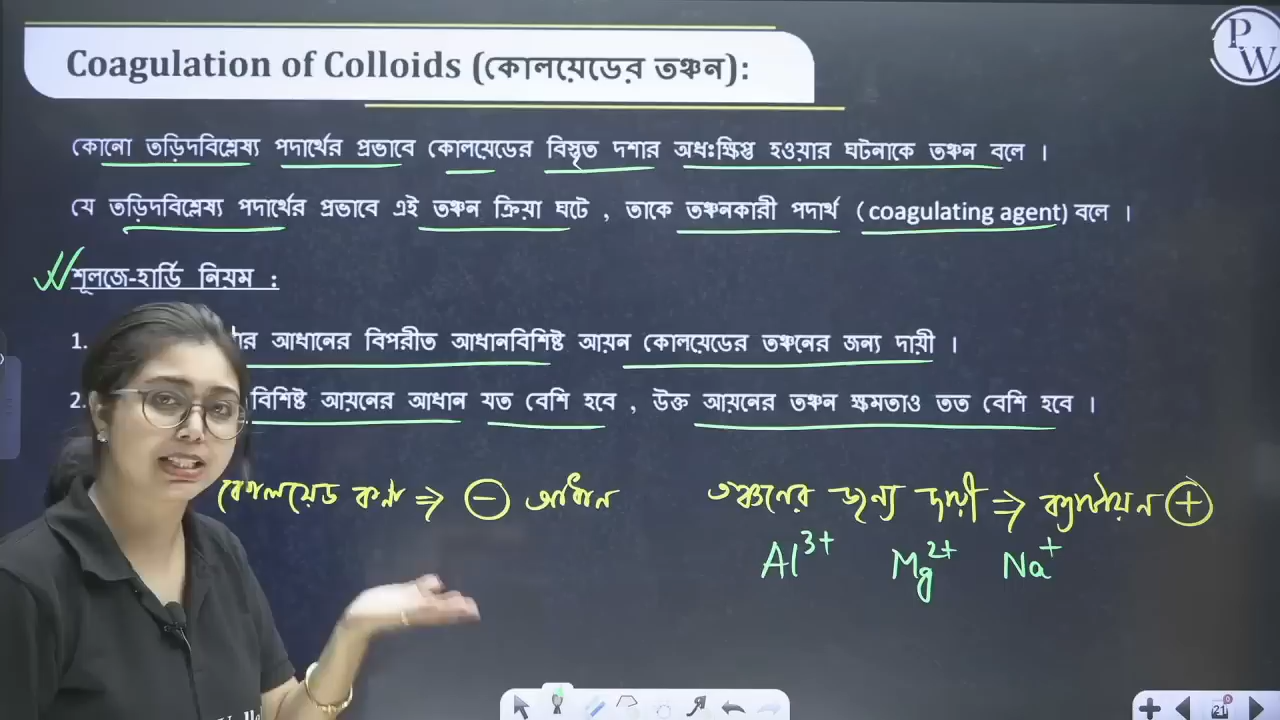 Coagulation of Colloids (কোলয়েডের তঞ্চন):
PW
কোনো তড়িদবিশ্লেষ্য পদার্থের প্রভাবে কোলয়েডের বিস্তৃত দশার অধঃক্ষিপ্ত হওয়ার ঘটনাকে তঞ্চন বলে ।
যে তড়িদবিশ্লেষ্য পদার্থের প্রভাবে এই তঞ্চন ক্রিয়া ঘটে , তাকে তঞ্চনকারী পদার্থ ( coagulating agent) বলে ।
শূলজে-হার্ডি নিয়ম :
1. আধানের বিপরীত আধানবিশিষ্ট আয়ন কোলয়েডের তঞ্চনের জন্য দায়ী ।
2. বিশিষ্ট আয়নের আধান যত বেশি হবে , উক্ত আয়নের তঞ্চন ক্ষমতাও তত বেশি হবে ।
কোলয়েড কনা ⇒ ⊖ আধান তঞ্চনের জন্য দায়ী ⇒ ক্যাটায়ন ⊕
Al³⁺ Mg²⁺ Na⁺
21